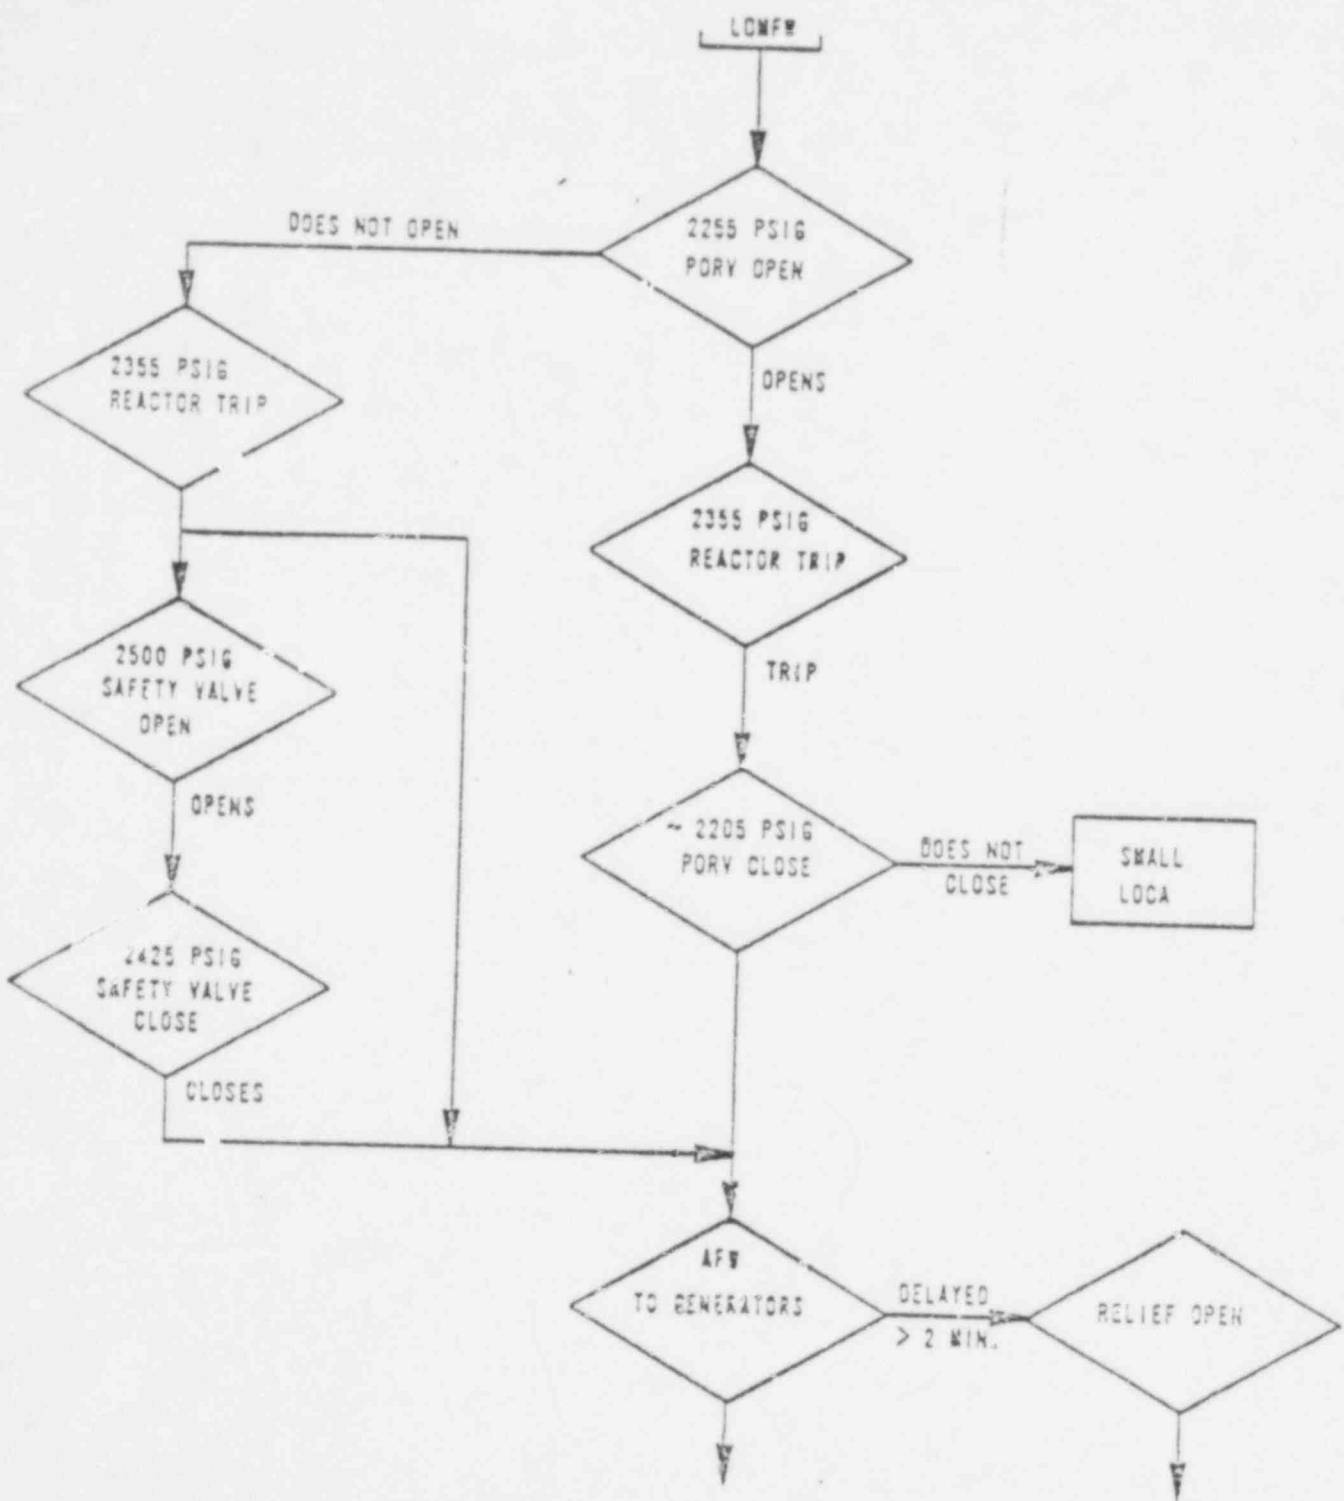 LOMFW
DOES NOT OPEN
2255 PSIG
PORV OPEN
2355 PSIG
REACTOR TRIP
OPENS
2355 PSIG
REACTOR TRIP
2500 PSIG
SAFETY VALVE
OPEN
TRIP
OPENS
~ 2205 PSIG
PORV CLOSE
DOES NOT
CLOSE
SMALL
LOCA
2425 PSIG
SAFETY VALVE
CLOSE
CLOSES
AFW
TO GENERATORS
DELAYED
> 2 MIN.
RELIEF OPEN